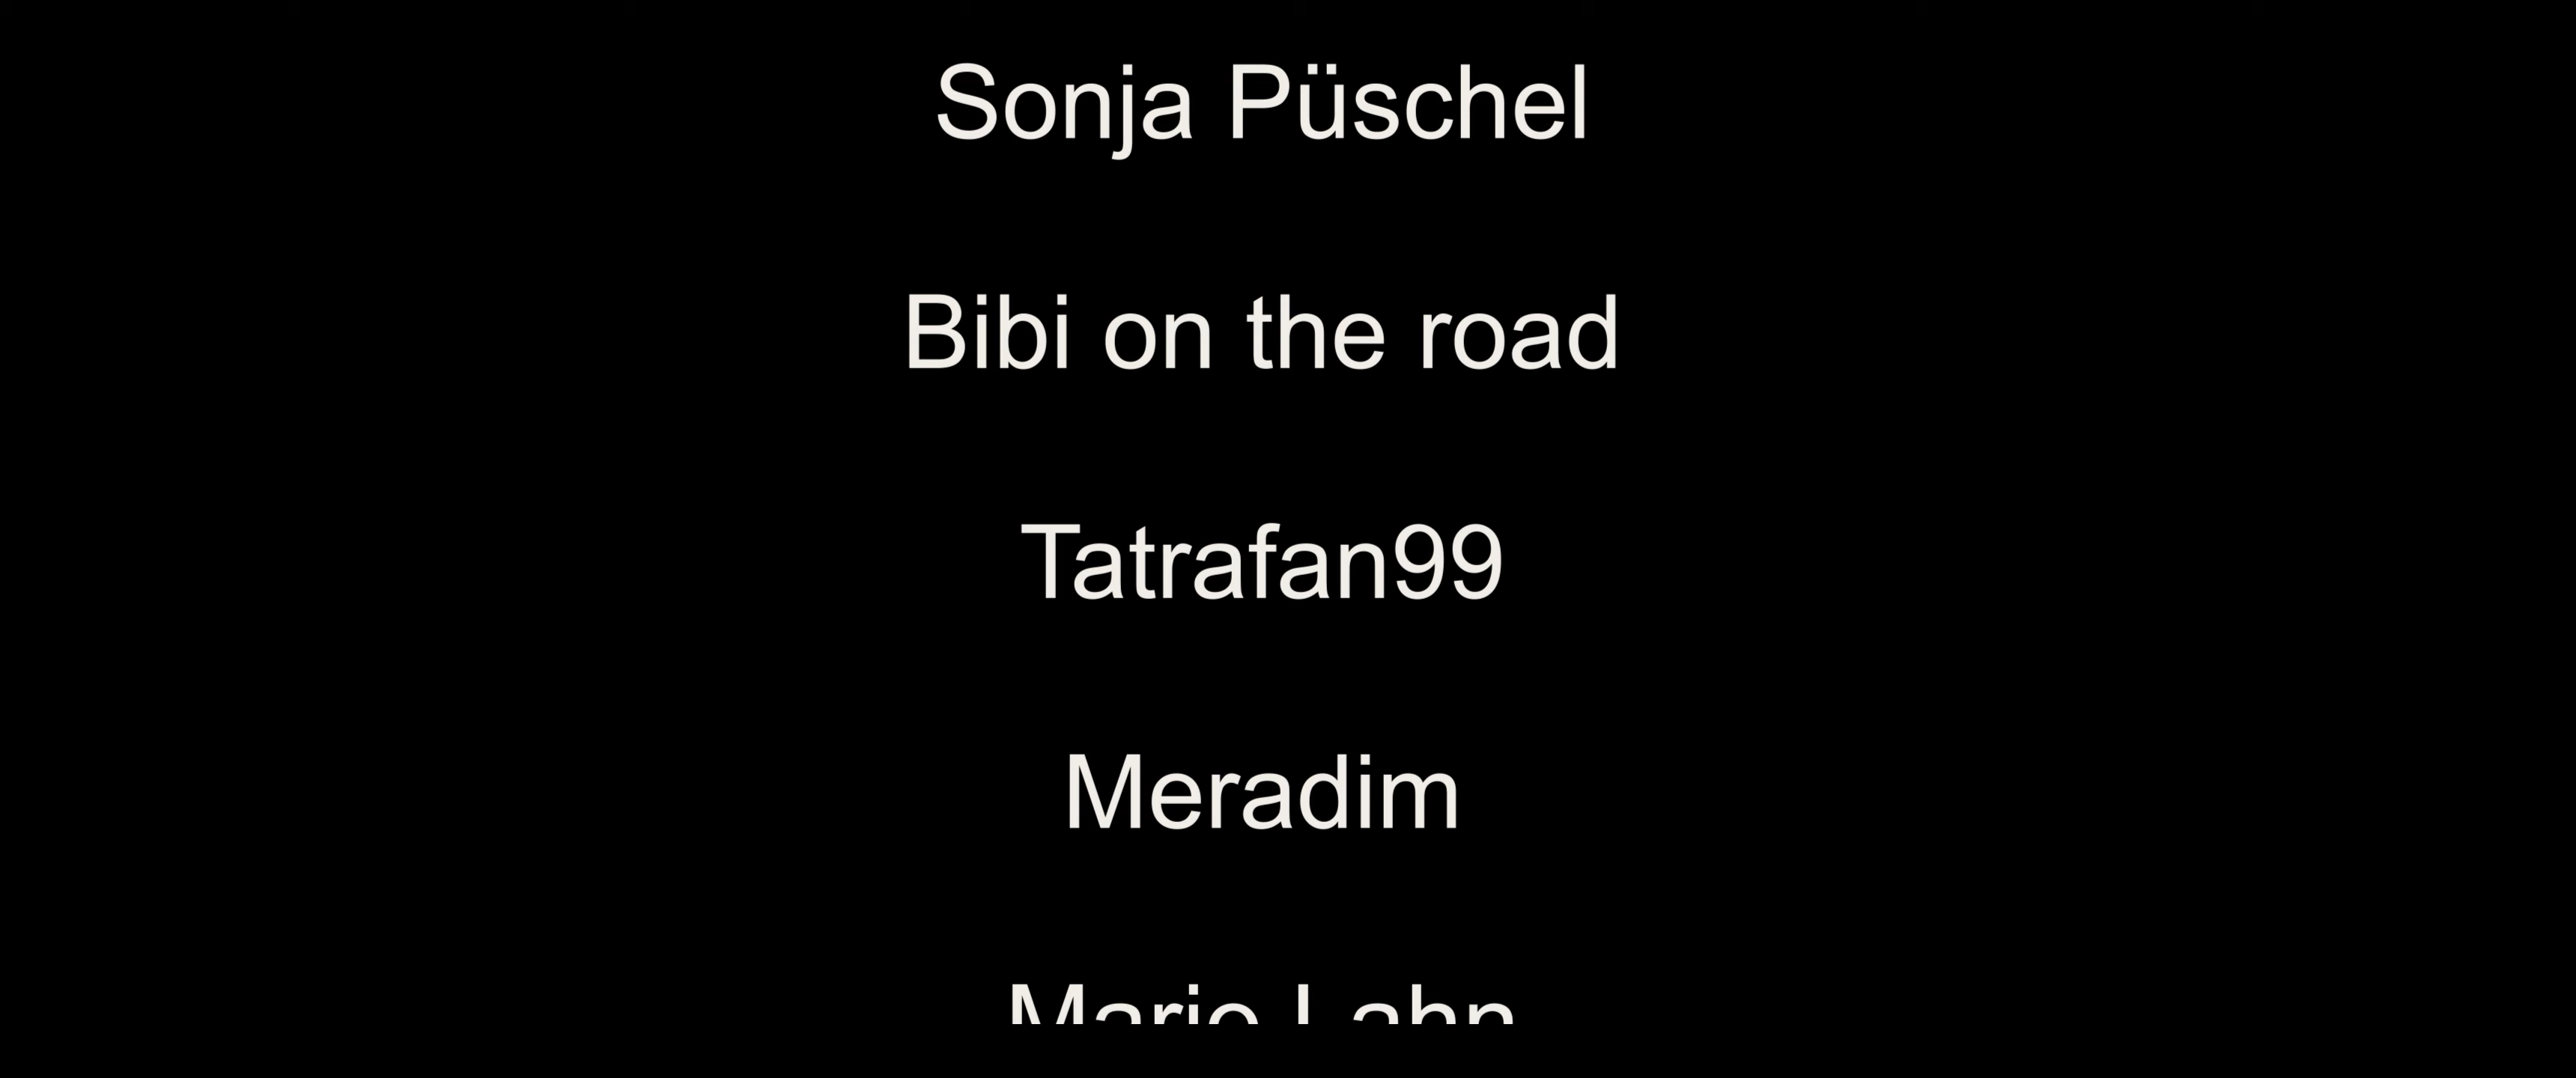 Sonja Püschel
Bibi on the road
Tatrafan99
Meradim